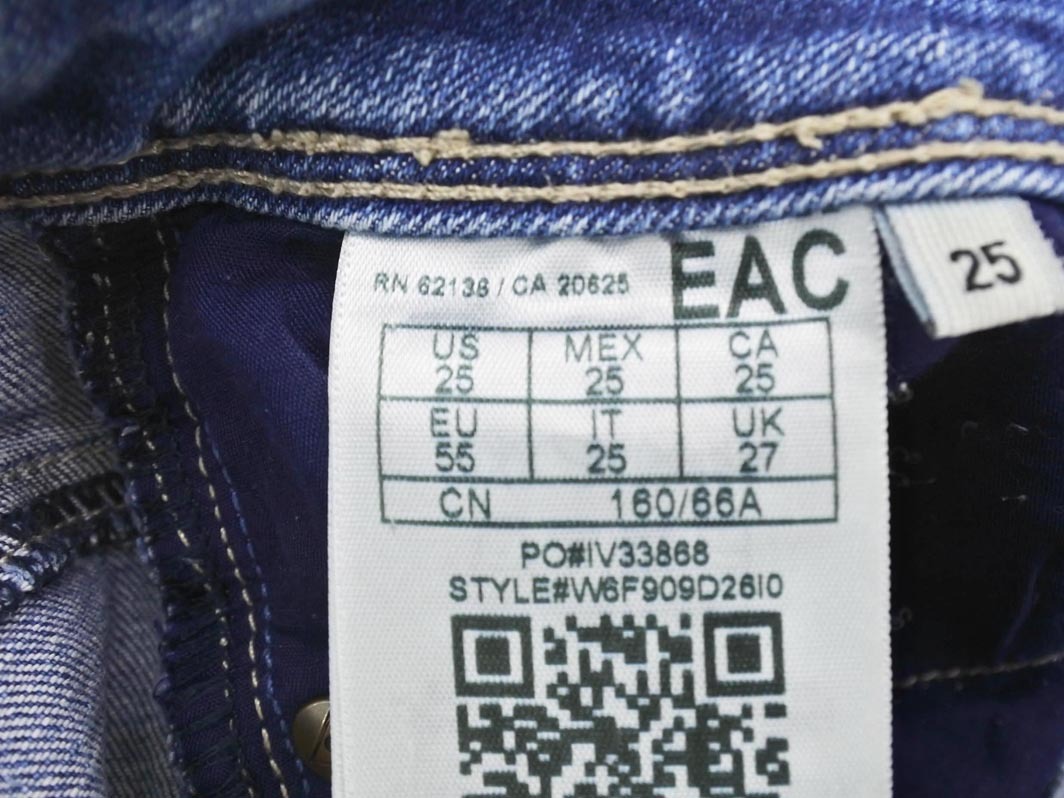 RN 62138 / CA 20625
EAC
25
US MEX CA
25 25 25
EU IT UK
55 25 27
CN 160/66A
PO#IV33868
STYLE#W6F909D26I0